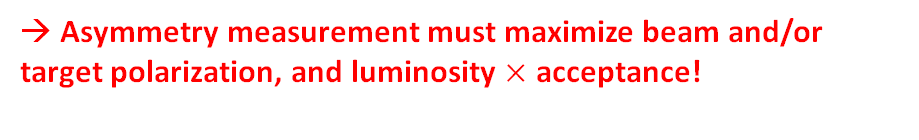 → Asymmetry measurement must maximize beam and/or
target polarization, and luminosity × acceptance!